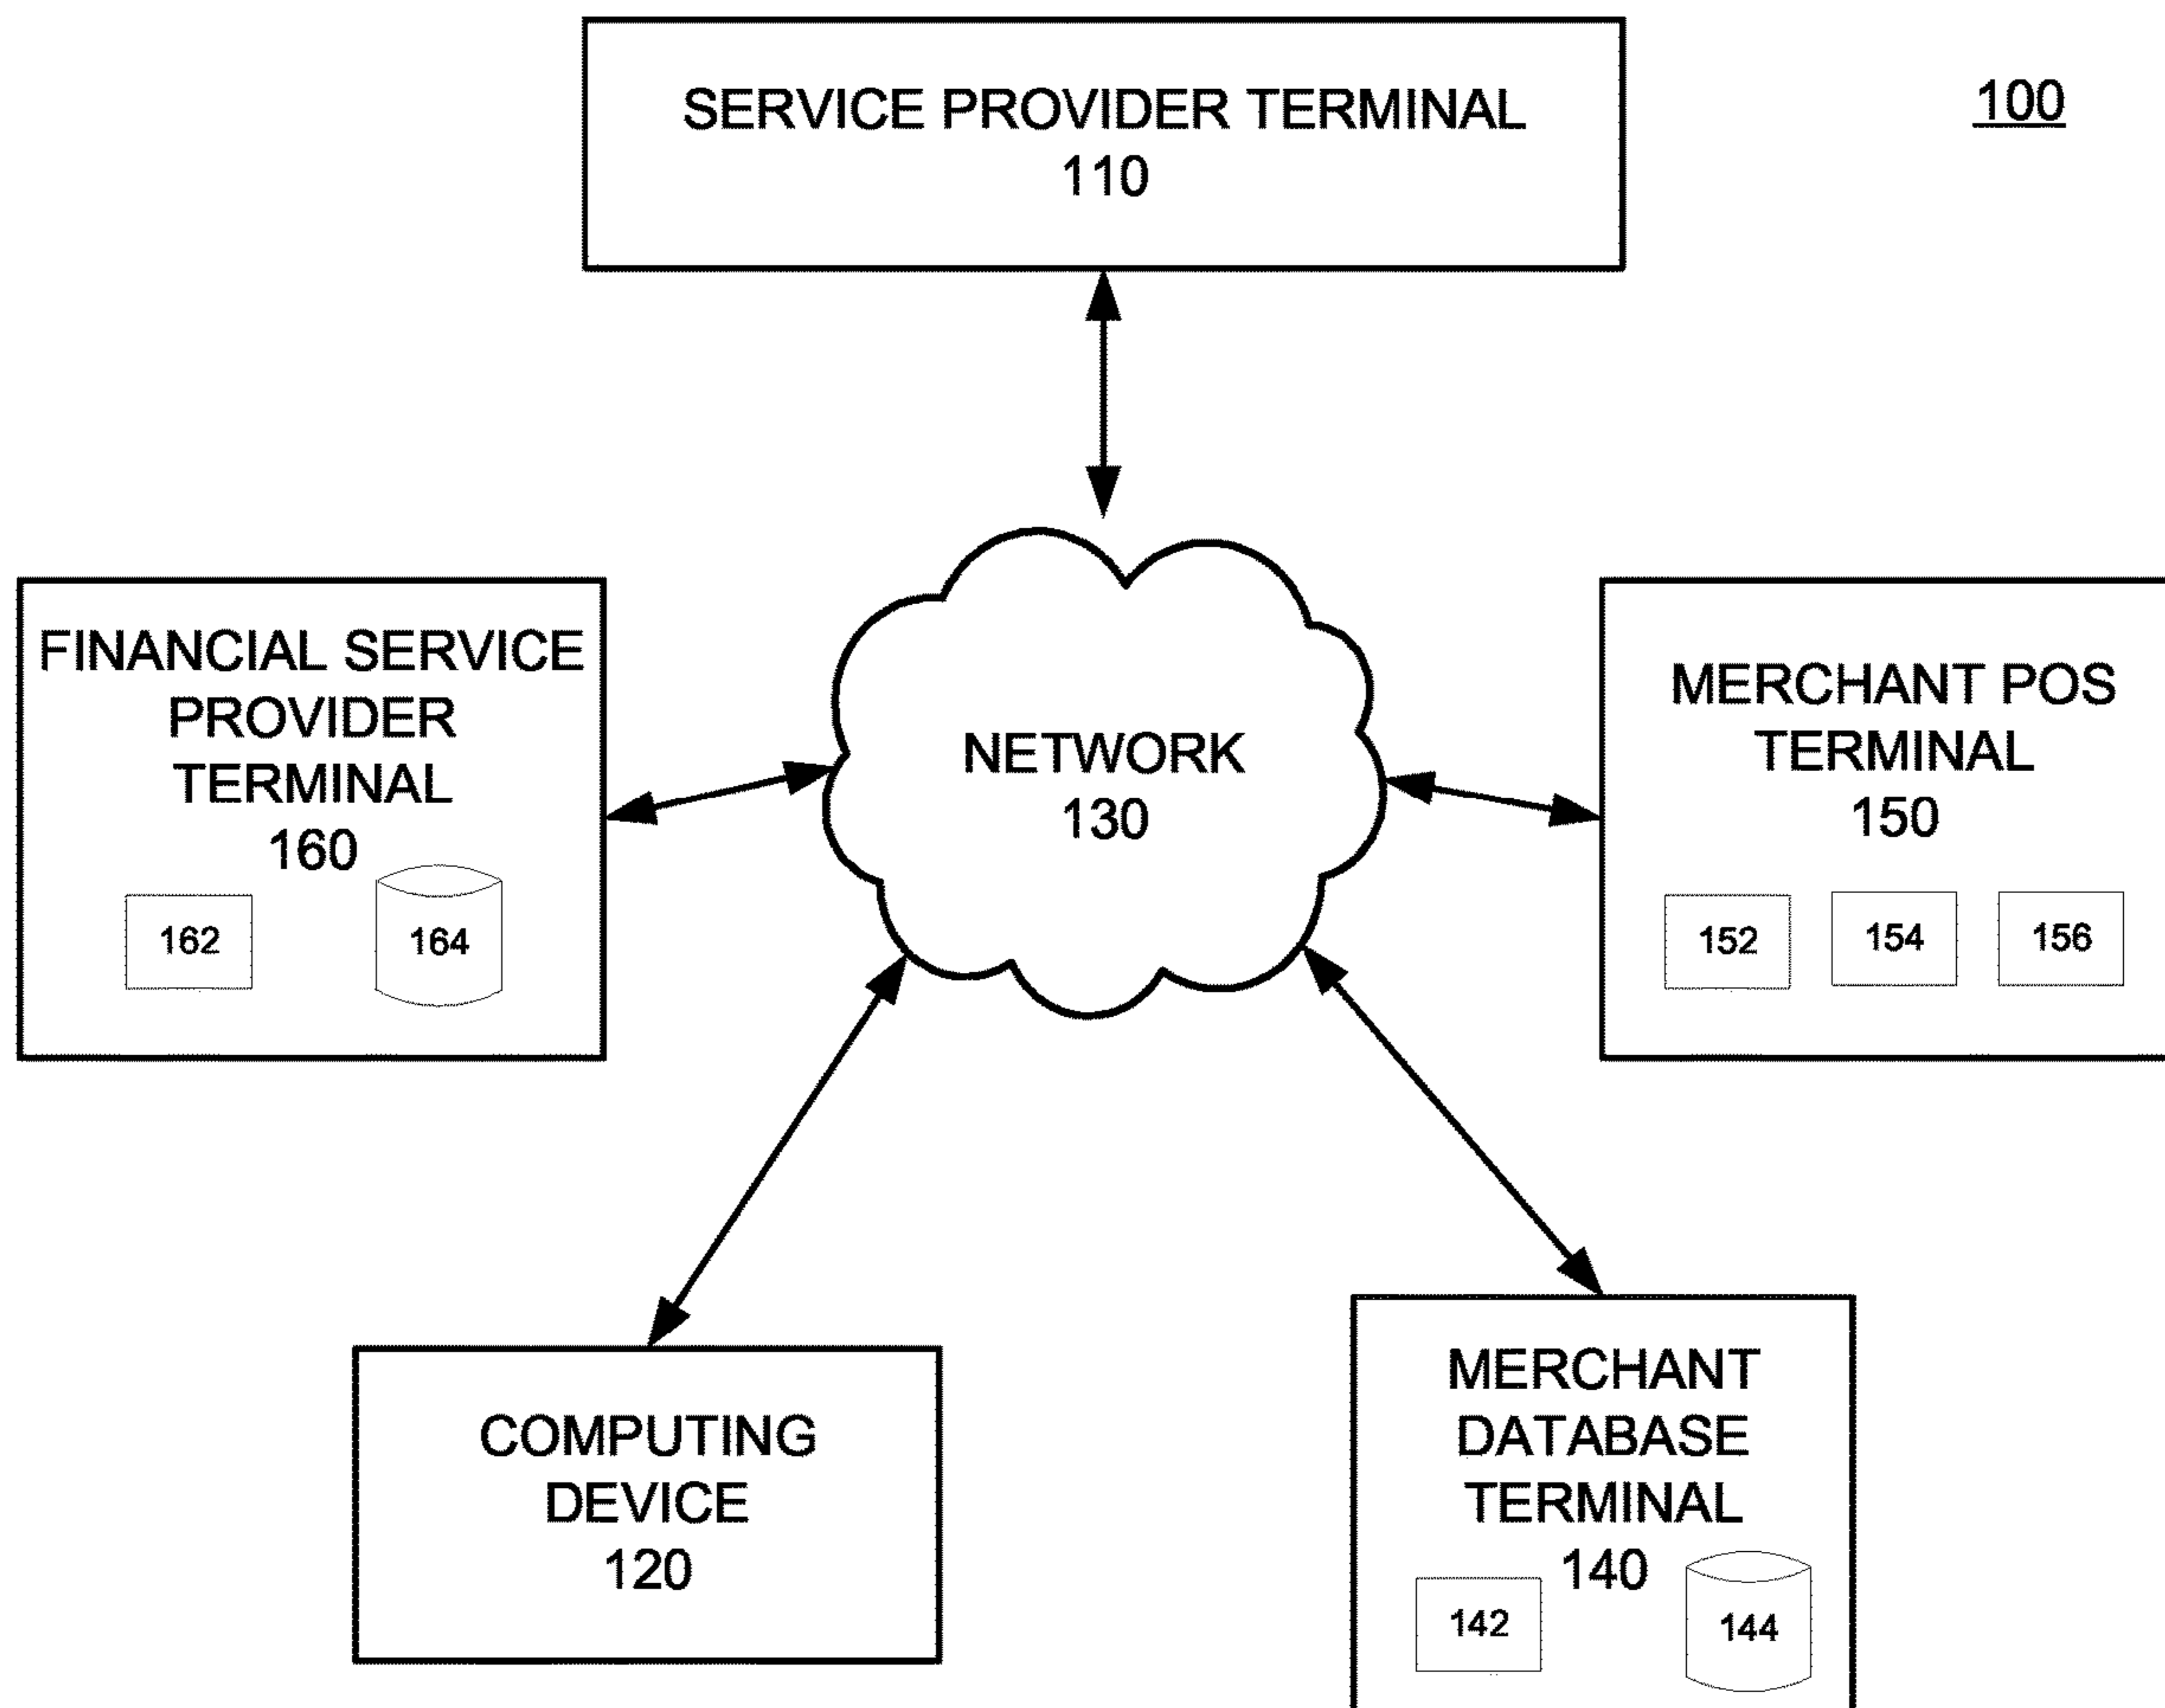 SERVICE PROVIDER TERMINAL
110
100
FINANCIAL SERVICE
PROVIDER
TERMINAL
160
162
164
NETWORK
130
MERCHANT POS
TERMINAL
150
152
154
156
COMPUTING
DEVICE
120
MERCHANT
DATABASE
TERMINAL
140
142
144